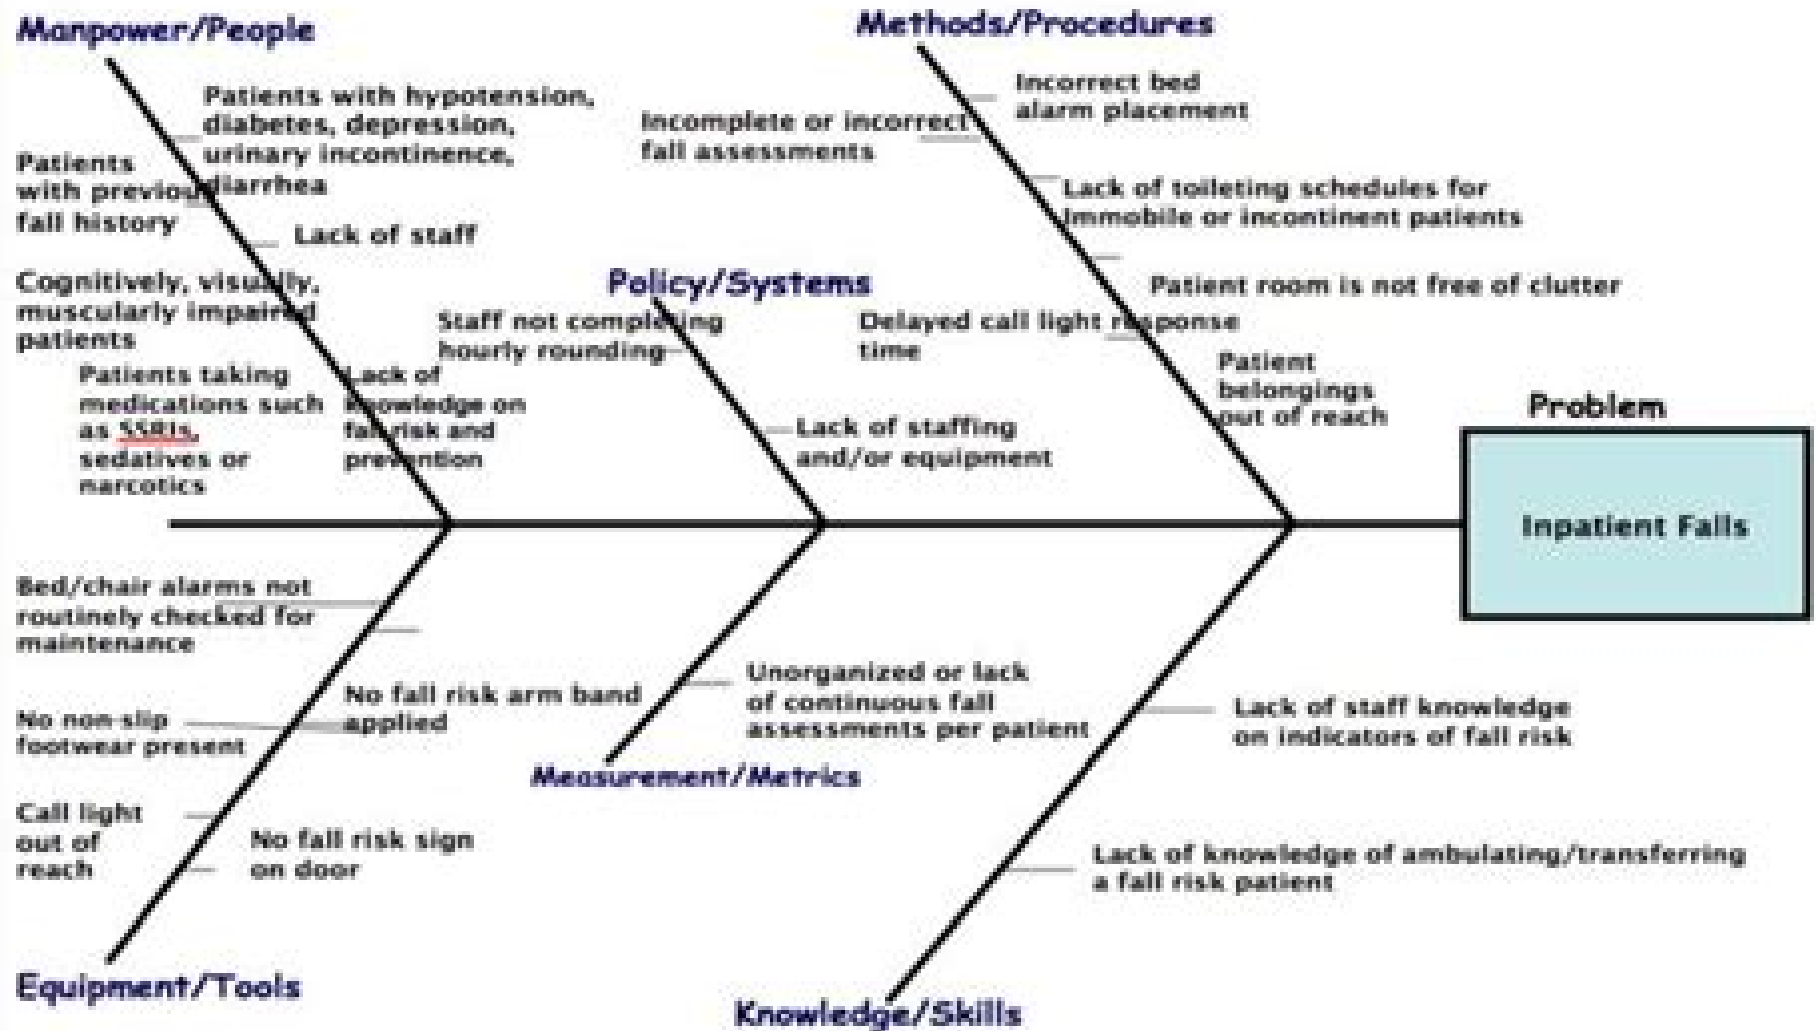 Manpower/People
Patients with hypotension,
diabetes, depression,
urinary incontinence,
diarrhea
Patients
with previous
fall history
Lack of staff
Cognitively, visually,
muscularly impaired
patients
Patients taking
medications such
as SSRIs,
sedatives or
narcotics
Lack of
knowledge on
fall risk and
prevention
Policy/Systems
Staff not completing
hourly rounding
Lack of staffing
and/or equipment
Methods/Procedures
Incorrect bed
alarm placement
Incomplete or incorrect
fall assessments
Lack of toileting schedules for
Immobile or incontinent patients
Patient room is not free of clutter
Delayed call light response
time
Patient
belongings
out of reach
Problem
Inpatient Falls
Bed/chair alarms not
routinely checked for
maintenance
No fall risk arm band
applied
No non-slip
footwear present
Call light
out of
reach
No fall risk sign
on door
Equipment/Tools
Unorganized or lack
of continuous fall
assessments per patient
Measurement/Metrics
Lack of staff knowledge
on indicators of fall risk
Lack of knowledge of ambulating/transferring
a fall risk patient
Knowledge/Skills